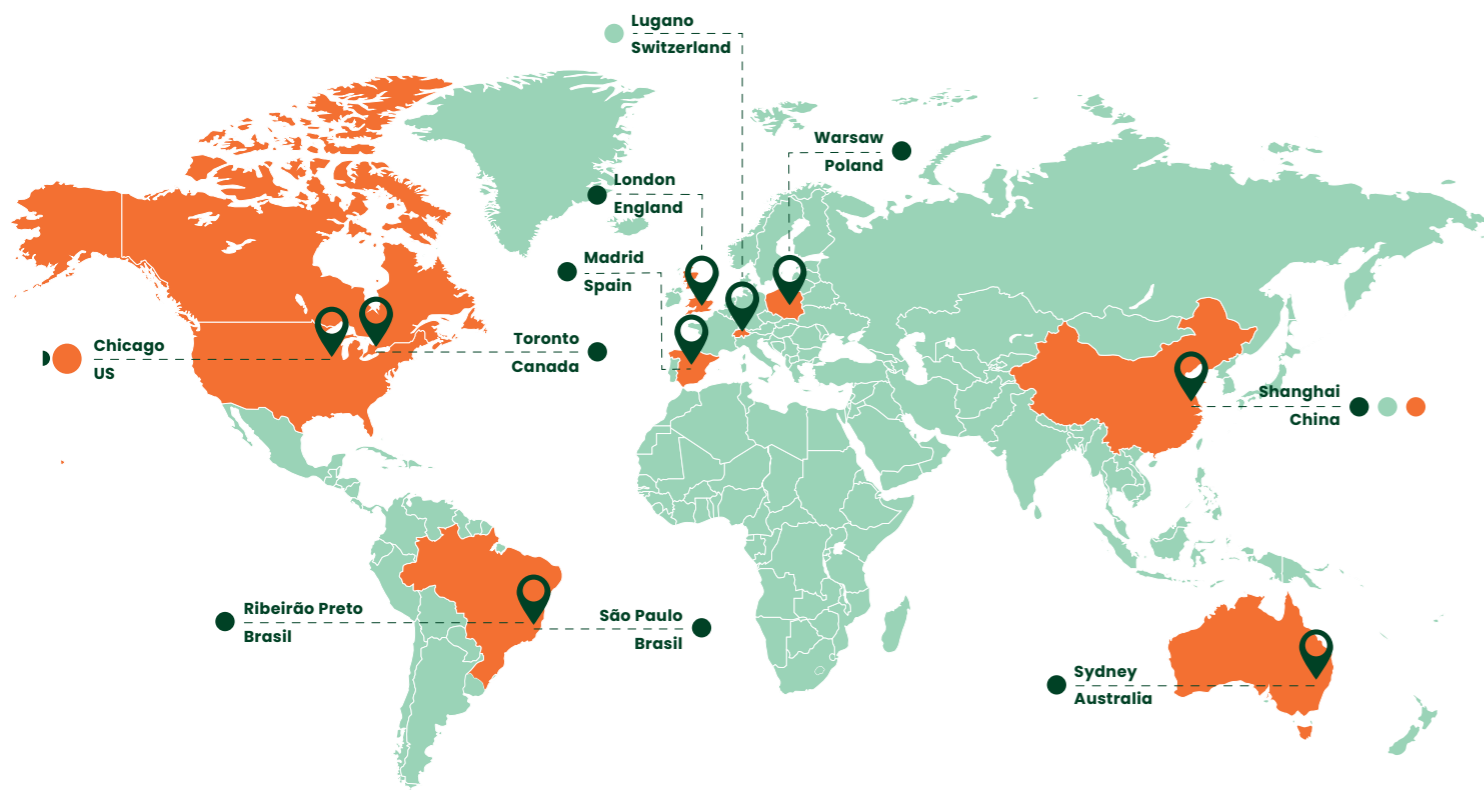 Lugano
Switzerland
Warsaw
Poland
London
England
Madrid
Spain
Chicago
US
Toronto
Canada
Shanghai
China
Ribeirão Preto
Brasil
São Paulo
Brasil
Sydney
Australia